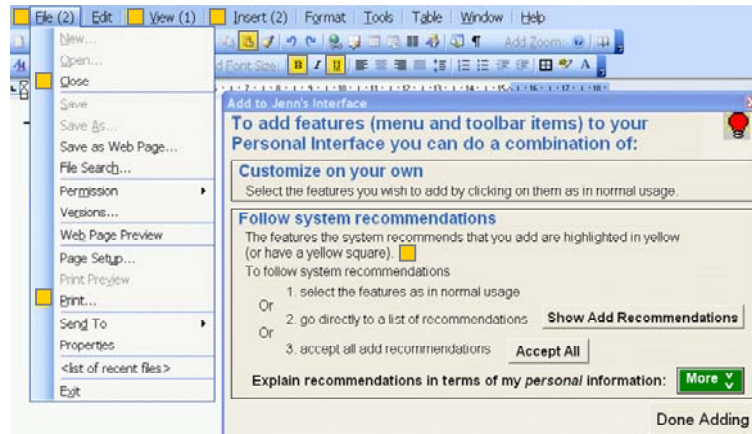 File (2) Edit View (1) Insert (2) Format Tools Table Window Help
Add Zoom:
d Font Size: B I U
New...
Open...
Close
Save
Save As...
Save as Web Page...
File Search...
Permission
Versions...
Web Page Preview
Page Setup...
Print Preview
Print...
Send To
Properties
<list of recent files>
Exit
Add to Jenn's Interface
To add features (menu and toolbar items) to your
Personal Interface you can do a combination of:
Customize on your own
Select the features you wish to add by clicking on them as in normal usage.
Follow system recommendations
The features the system recommends that you add are highlighted in yellow
(or have a yellow square).
To follow system recommendations
1. select the features as in normal usage
Or
2. go directly to a list of recommendations Show Add Recommendations
Or
3. accept all add recommendations Accept All
Explain recommendations in terms of my personal information: More
Done Adding